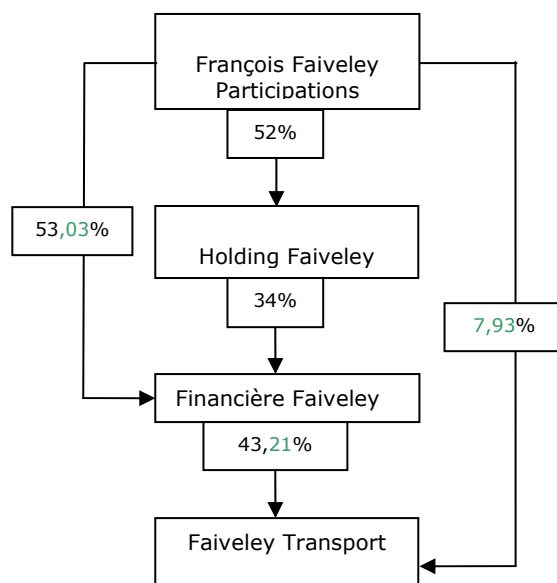 François Faiveley
Participations
52%
53,03%
Holding Faiveley
34%
7,93%
Financière Faiveley
43,21%
Faiveley Transport